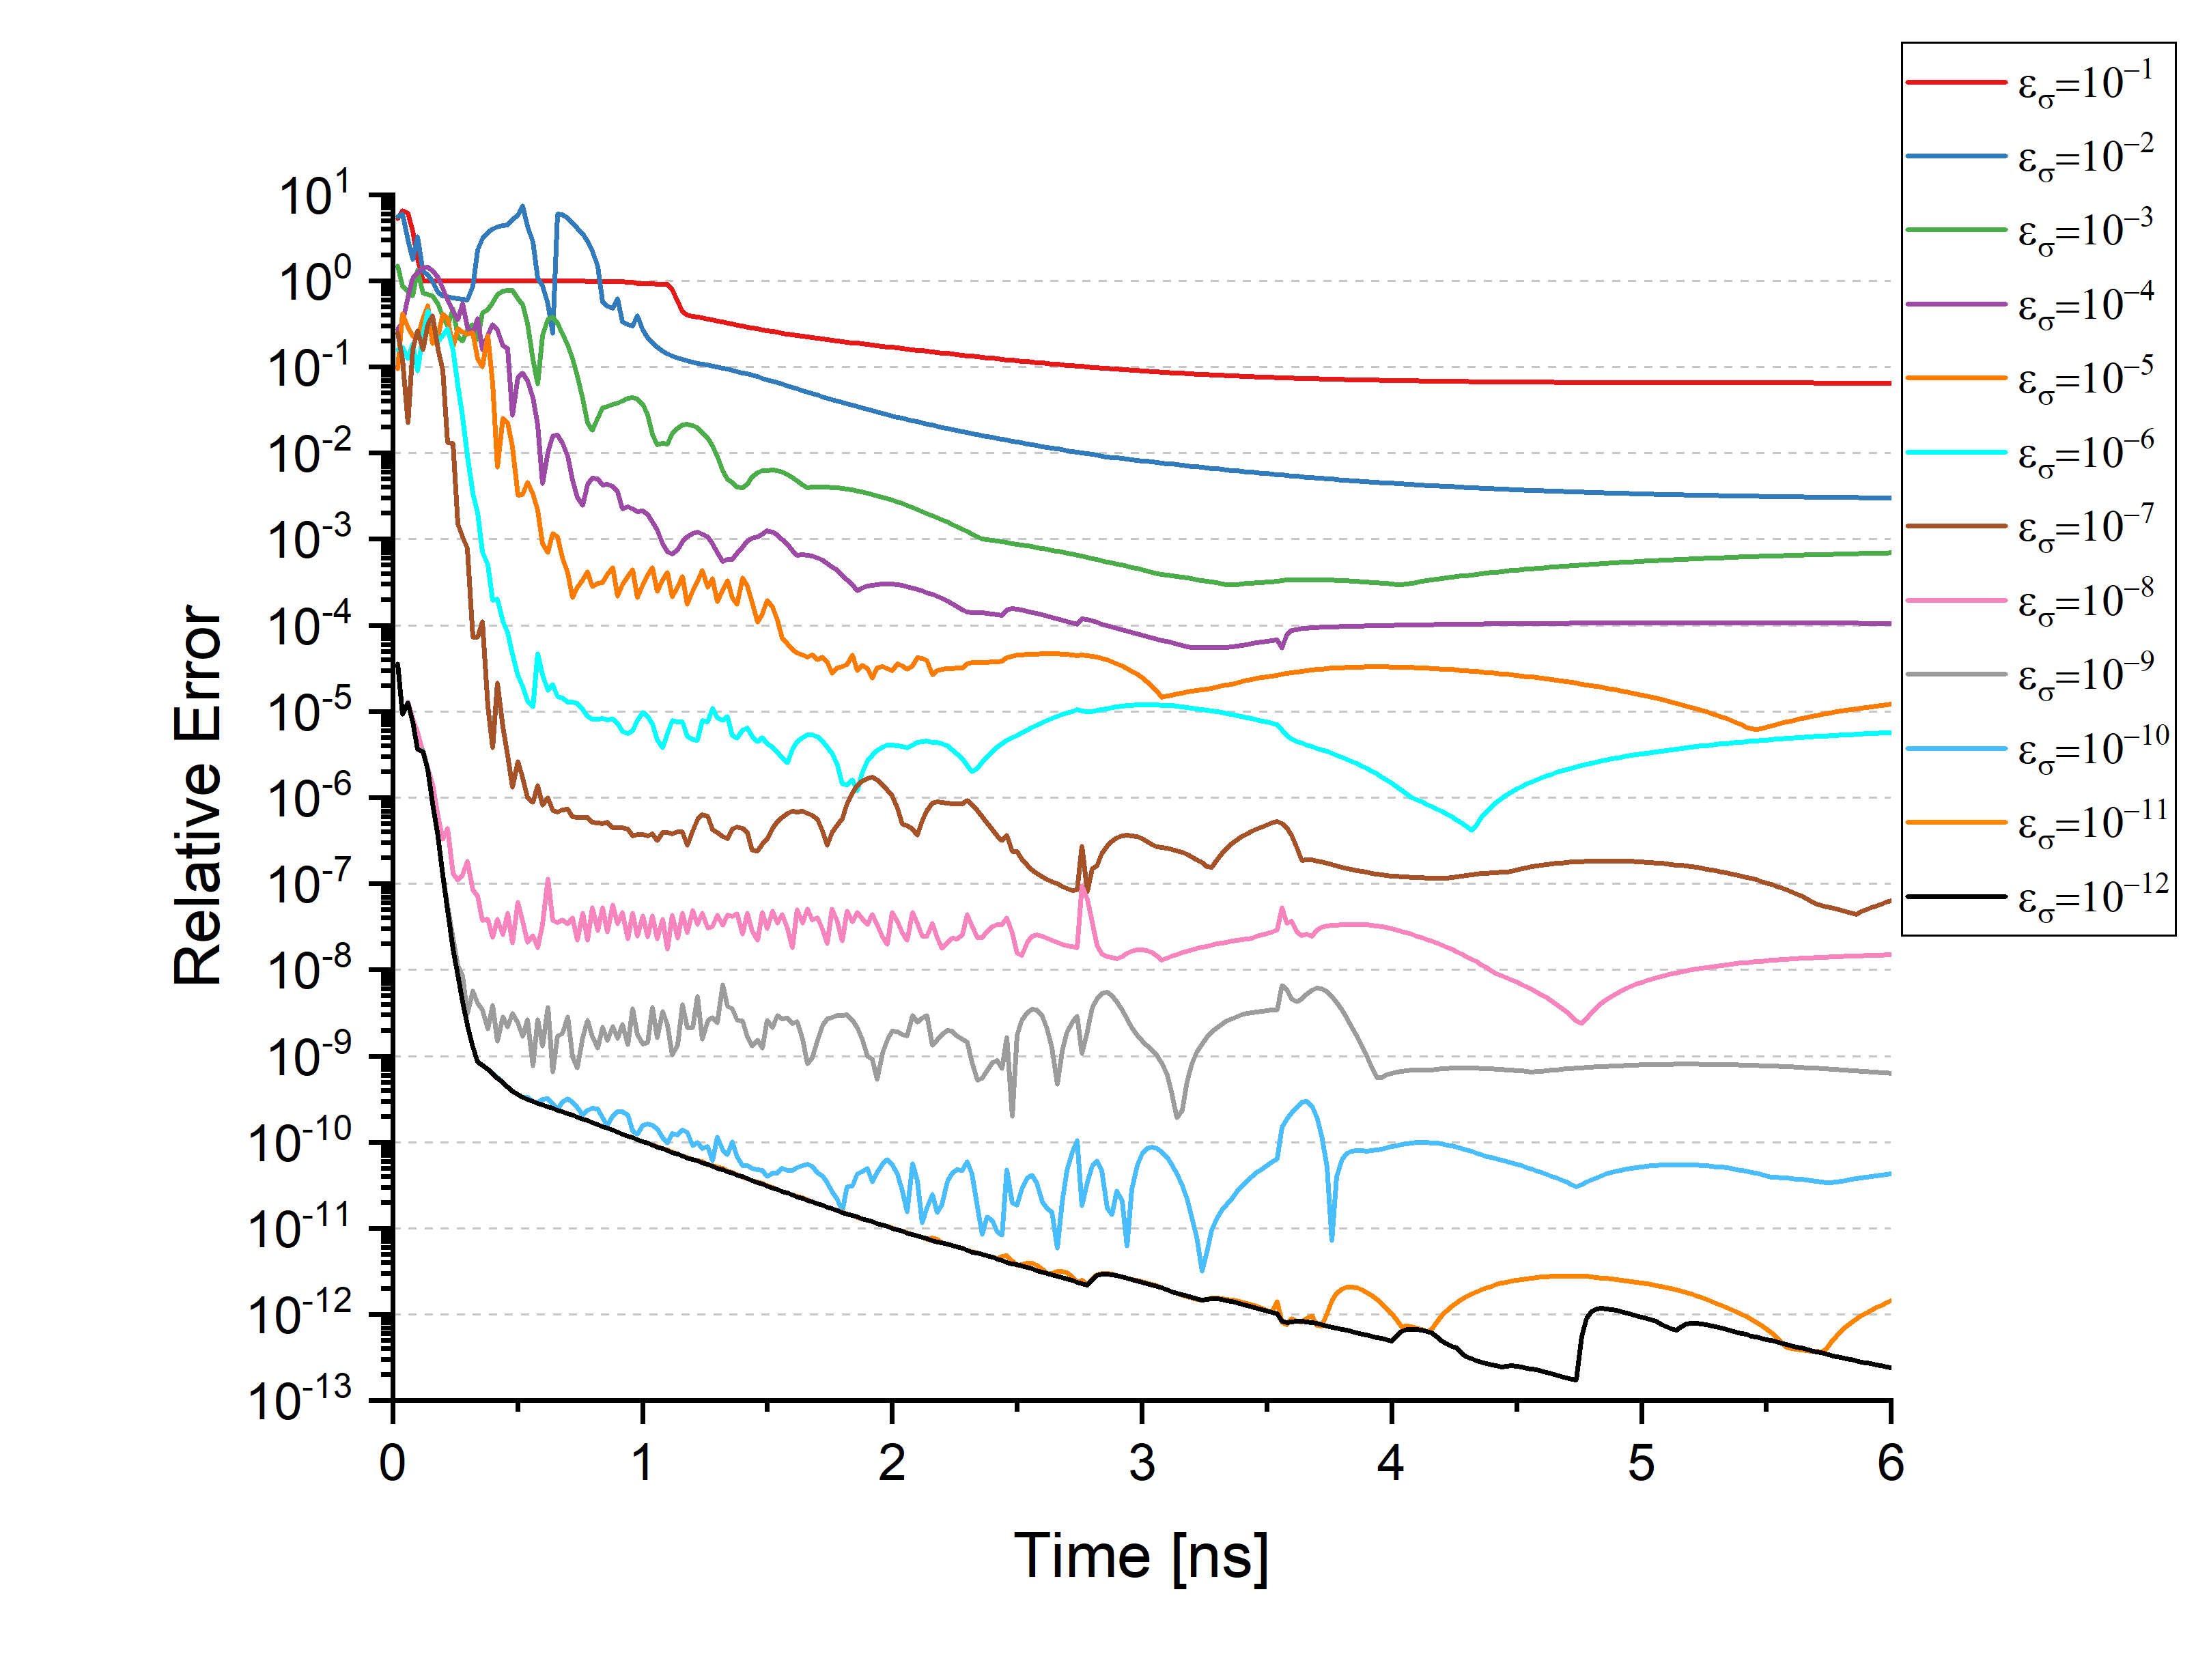 ε_σ=10⁻¹
ε_σ=10⁻²
ε_σ=10⁻³
ε_σ=10⁻⁴
ε_σ=10⁻⁵
ε_σ=10⁻⁶
ε_σ=10⁻⁷
ε_σ=10⁻⁸
ε_σ=10⁻⁹
ε_σ=10⁻¹⁰
ε_σ=10⁻¹¹
ε_σ=10⁻¹²
10¹
10⁰
10⁻¹
10⁻²
10⁻³
10⁻⁴
10⁻⁵
10⁻⁶
10⁻⁷
10⁻⁸
10⁻⁹
10⁻¹⁰
10⁻¹¹
10⁻¹²
10⁻¹³
Relative Error
0 1 2 3 4 5 6
Time [ns]